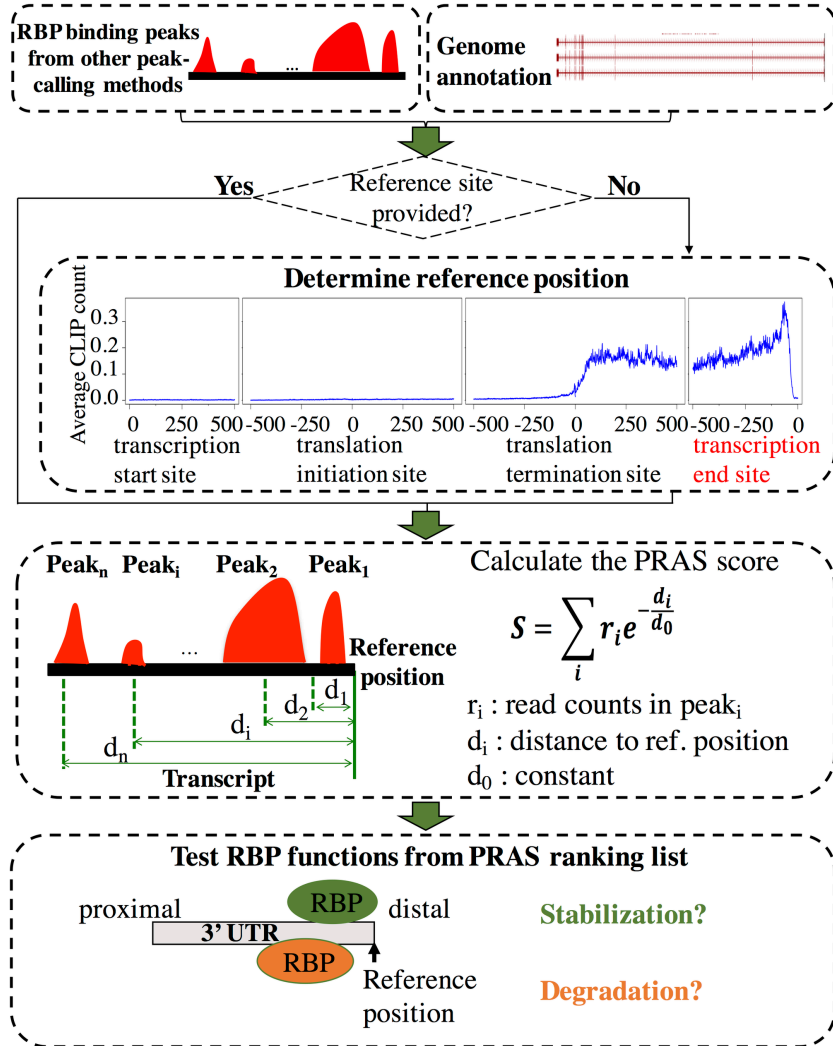 RBP binding peaks
from other peak-
calling methods
...
Genome
annotation
Yes
Reference site
provided?
No
Determine reference position
Average CLIP count
0.3
0.2
0.1
0.0
0 250 500
-500 -250 0 250 500
-500 -250 0 250 500
-500 -250 0
transcription
start site
translation
initiation site
translation
termination site
transcription
end site
Peakₙ Peakᵢ Peak₂ Peak₁
...
Reference
position
d₁
d₂
dᵢ
dₙ
Transcript
Calculate the PRAS score
S = ∑ᵢ rᵢe^(-dᵢ/d₀)
rᵢ : read counts in peakᵢ
dᵢ : distance to ref. position
d₀ : constant
Test RBP functions from PRAS ranking list
proximal
RBP
distal
3’ UTR
RBP
Reference
position
Stabilization?
Degradation?